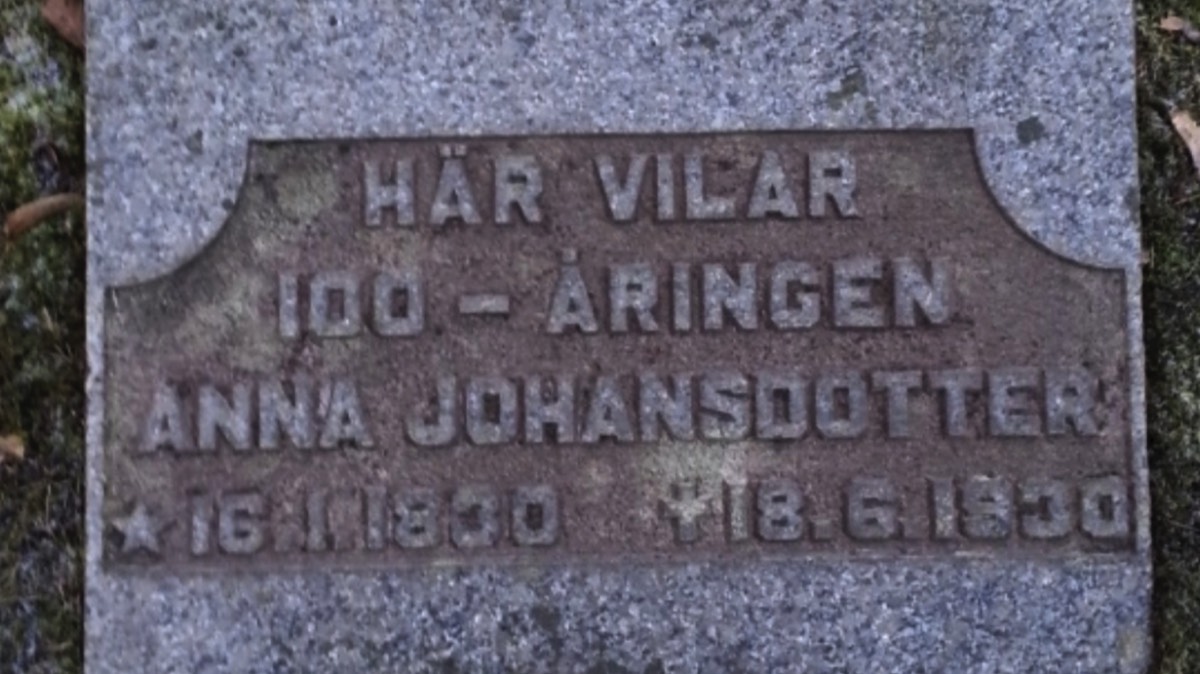 HÄR VILAR
100 - ÅRINGEN
ANNA JOHANSDOTTER
★ 16.1.1830 ✝ 18.6.1930